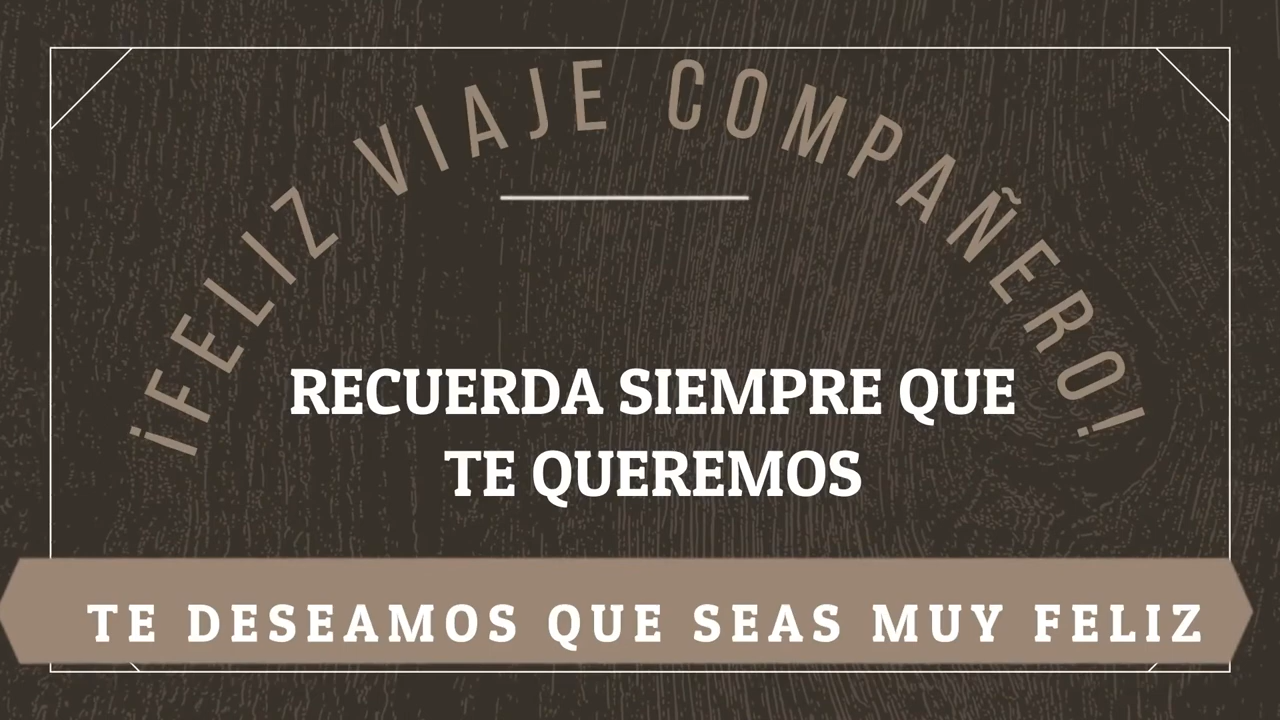 ¡FELIZ VIAJE COMPAÑERO!
RECUERDA SIEMPRE QUE
TE QUEREMOS
TE DESEAMOS QUE SEAS MUY FELIZ